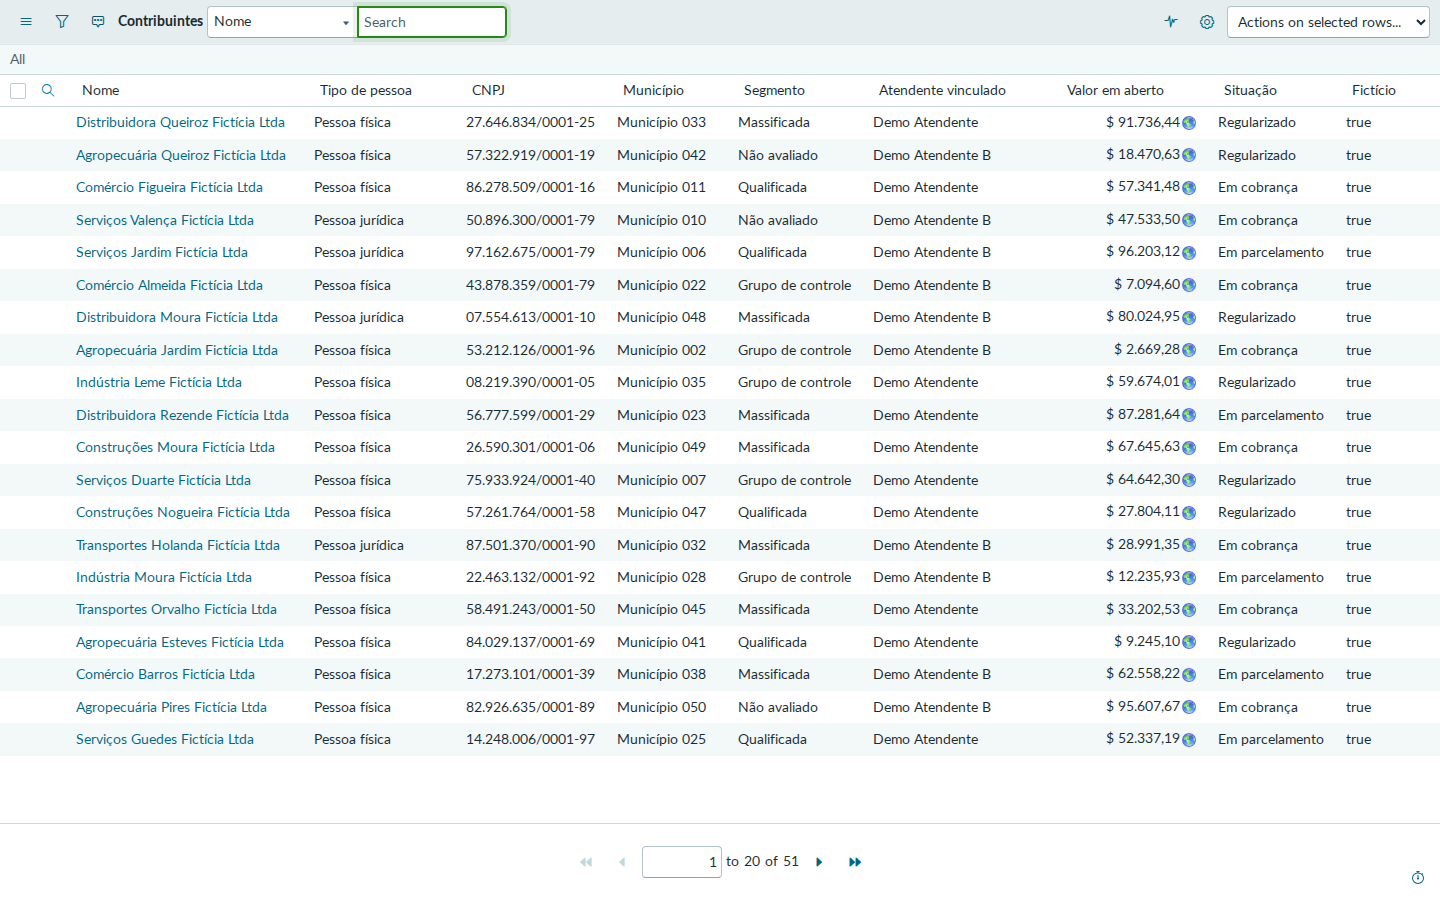 Contribuintes Nome Search Actions on selected rows...
All
Nome Tipo de pessoa CNPJ Município Segmento Atendente vinculado Valor em aberto Situação Fictício
Distribuidora Queiroz Fictícia Ltda Pessoa física 27.646.834/0001-25 Município 033 Massificada Demo Atendente $ 91.736,44 Regularizado true
Agropecuária Queiroz Fictícia Ltda Pessoa física 57.322.919/0001-19 Município 042 Não avaliado Demo Atendente B $ 18.470,63 Regularizado true
Comércio Figueira Fictícia Ltda Pessoa física 86.278.509/0001-16 Município 011 Qualificada Demo Atendente $ 57.341,48 Em cobrança true
Serviços Valença Fictícia Ltda Pessoa jurídica 50.896.300/0001-79 Município 010 Não avaliado Demo Atendente B $ 47.533,50 Em cobrança true
Serviços Jardim Fictícia Ltda Pessoa jurídica 97.162.675/0001-79 Município 006 Qualificada Demo Atendente B $ 96.203,12 Em parcelamento true
Comércio Almeida Fictícia Ltda Pessoa física 43.878.359/0001-79 Município 022 Grupo de controle Demo Atendente B $ 7.094,60 Em cobrança true
Distribuidora Moura Fictícia Ltda Pessoa jurídica 07.554.613/0001-10 Município 048 Massificada Demo Atendente B $ 80.024,95 Regularizado true
Agropecuária Jardim Fictícia Ltda Pessoa física 53.212.126/0001-96 Município 002 Grupo de controle Demo Atendente B $ 2.669,28 Em cobrança true
Indústria Leme Fictícia Ltda Pessoa física 08.219.390/0001-05 Município 035 Grupo de controle Demo Atendente $ 59.674,01 Regularizado true
Distribuidora Rezende Fictícia Ltda Pessoa física 56.777.599/0001-29 Município 023 Massificada Demo Atendente $ 87.281,64 Em parcelamento true
Construções Moura Fictícia Ltda Pessoa física 26.590.301/0001-06 Município 049 Massificada Demo Atendente $ 67.645,63 Em cobrança true
Serviços Duarte Fictícia Ltda Pessoa física 75.933.924/0001-40 Município 007 Grupo de controle Demo Atendente $ 64.642,30 Regularizado true
Construções Nogueira Fictícia Ltda Pessoa física 57.261.764/0001-58 Município 047 Qualificada Demo Atendente $ 27.804,11 Regularizado true
Transportes Holanda Fictícia Ltda Pessoa jurídica 87.501.370/0001-90 Município 032 Massificada Demo Atendente B $ 28.991,35 Em cobrança true
Indústria Moura Fictícia Ltda Pessoa física 22.463.132/0001-92 Município 028 Grupo de controle Demo Atendente B $ 12.235,93 Em parcelamento true
Transportes Orvalho Fictícia Ltda Pessoa física 58.491.243/0001-50 Município 045 Massificada Demo Atendente $ 33.202,53 Em cobrança true
Agropecuária Esteves Fictícia Ltda Pessoa física 84.029.137/0001-69 Município 041 Qualificada Demo Atendente $ 9.245,10 Regularizado true
Comércio Barros Fictícia Ltda Pessoa física 17.273.101/0001-39 Município 038 Massificada Demo Atendente B $ 62.558,22 Em parcelamento true
Agropecuária Pires Fictícia Ltda Pessoa física 82.926.635/0001-89 Município 050 Não avaliado Demo Atendente B $ 95.607,67 Em cobrança true
Serviços Guedes Fictícia Ltda Pessoa física 14.248.006/0001-97 Município 025 Qualificada Demo Atendente $ 52.337,19 Em parcelamento true
1 to 20 of 51